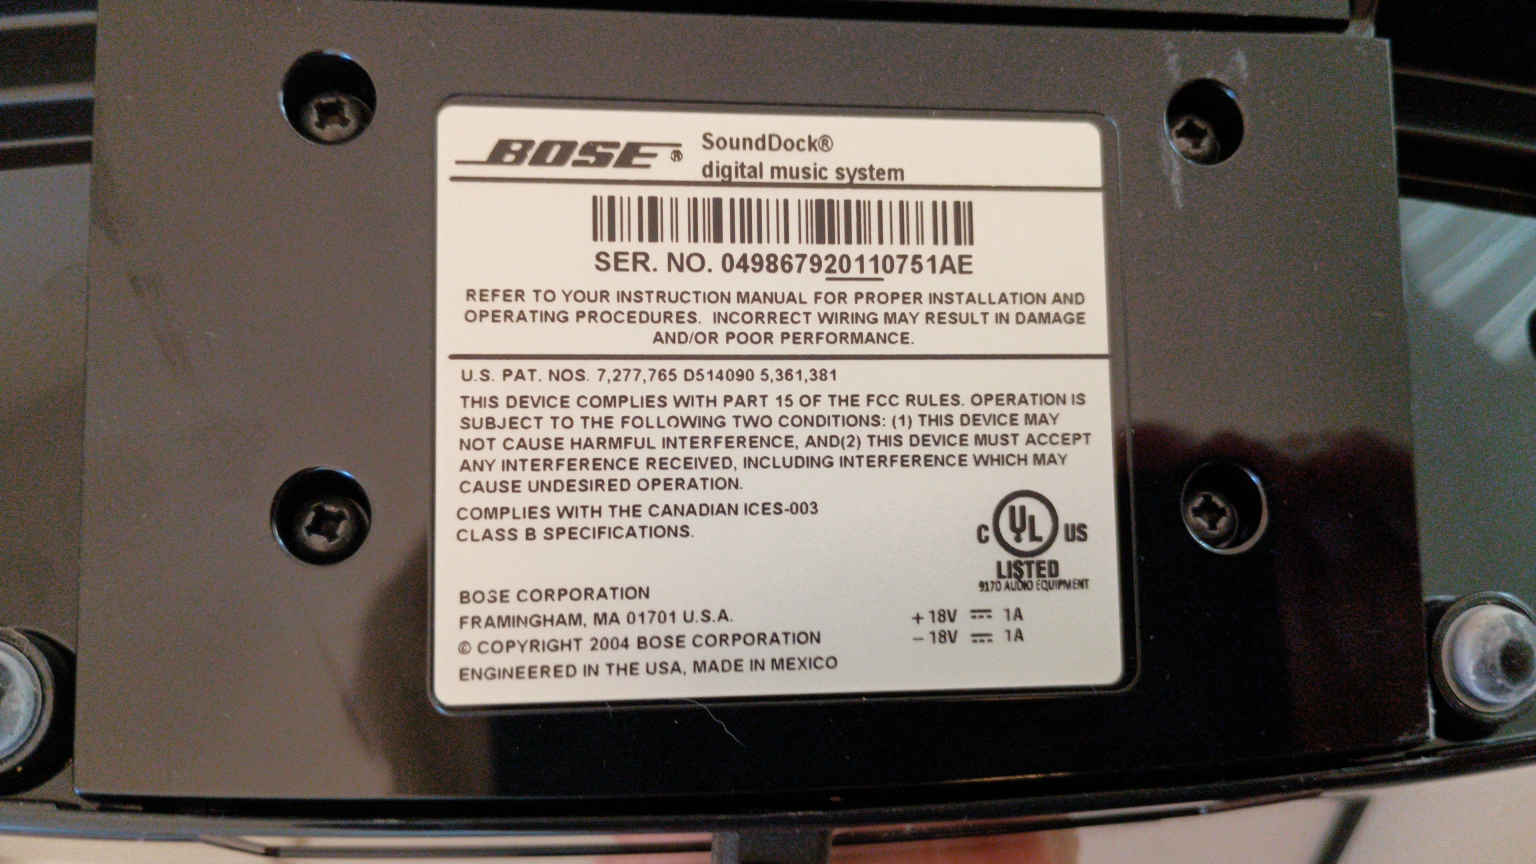 BOSE® SoundDock®
digital music system
SER. NO. 049867920110751AE
REFER TO YOUR INSTRUCTION MANUAL FOR PROPER INSTALLATION AND
OPERATING PROCEDURES. INCORRECT WIRING MAY RESULT IN DAMAGE
AND/OR POOR PERFORMANCE.
U.S. PAT. NOS. 7,277,765 D514090 5,361,381
THIS DEVICE COMPLIES WITH PART 15 OF THE FCC RULES. OPERATION IS
SUBJECT TO THE FOLLOWING TWO CONDITIONS: (1) THIS DEVICE MAY
NOT CAUSE HARMFUL INTERFERENCE, AND(2) THIS DEVICE MUST ACCEPT
ANY INTERFERENCE RECEIVED, INCLUDING INTERFERENCE WHICH MAY
CAUSE UNDESIRED OPERATION.
COMPLIES WITH THE CANADIAN ICES-003
CLASS B SPECIFICATIONS.
C UL US
LISTED
9170 AUDIO EQUIPMENT
BOSE CORPORATION
FRAMINGHAM, MA 01701 U.S.A.
© COPYRIGHT 2004 BOSE CORPORATION
ENGINEERED IN THE USA, MADE IN MEXICO
+18V ⎓ 1A
−18V ⎓ 1A